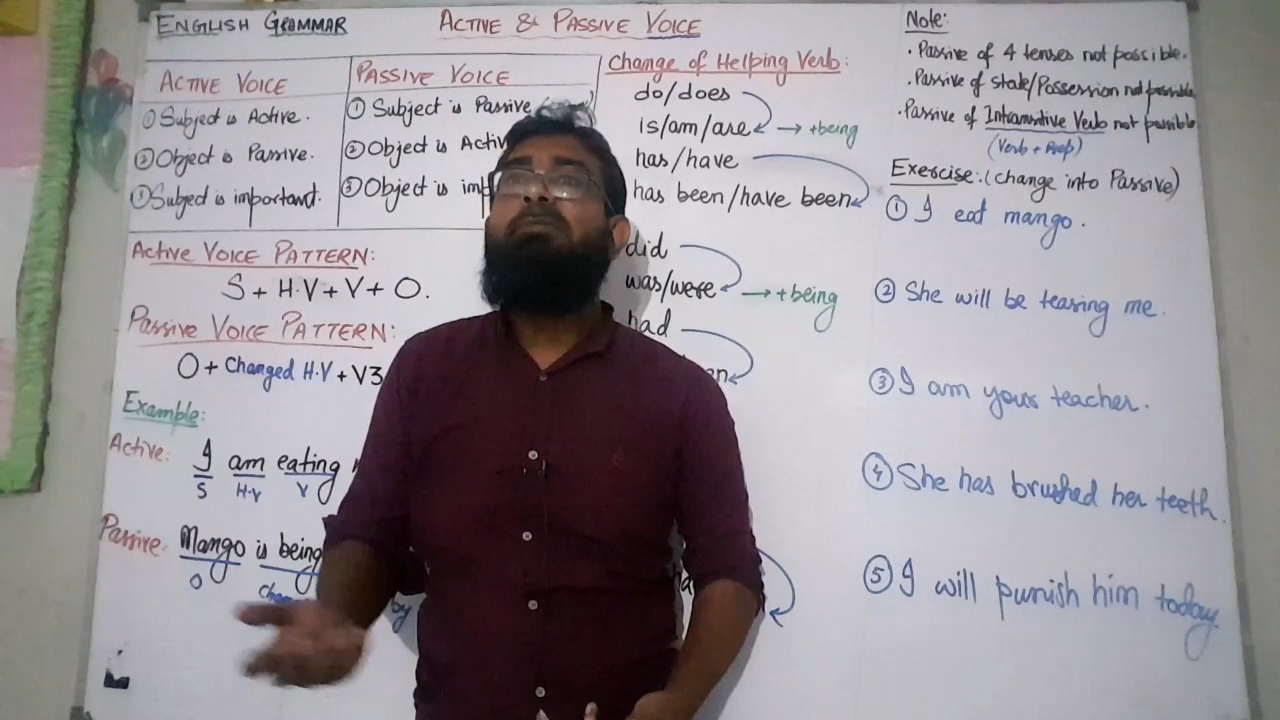 ENGLISH GRAMMAR
ACTIVE & PASSIVE VOICE
ACTIVE VOICE
① Subject is Active.
② Object is Passive.
① Subject is important.
PASSIVE VOICE
① Subject is Passive
② Object is Activ
③ Object is imp
ACTIVE VOICE PATTERN:
S + H.V + V + O.
PASSIVE VOICE PATTERN:
O + Changed H.V + V3
Example:
Active: I am eating
S H.V V
Passive: Mango is being
O chan
by
Change of Helping Verb:
do/does
is/am/are → +being
has/have
has been/have been
did
was/were → +being
had
en
Note:
· Passive of 4 tenses not possible.
· Passive of state/Possession not possible
· Passive of Intransitive Verb not possible.
(Verb + Prep)
Exercise: (change into Passive)
① I eat mango.
② She will be teasing me.
③ I am your teacher.
④ She has brushed her teeth.
⑤ I will punish him today.